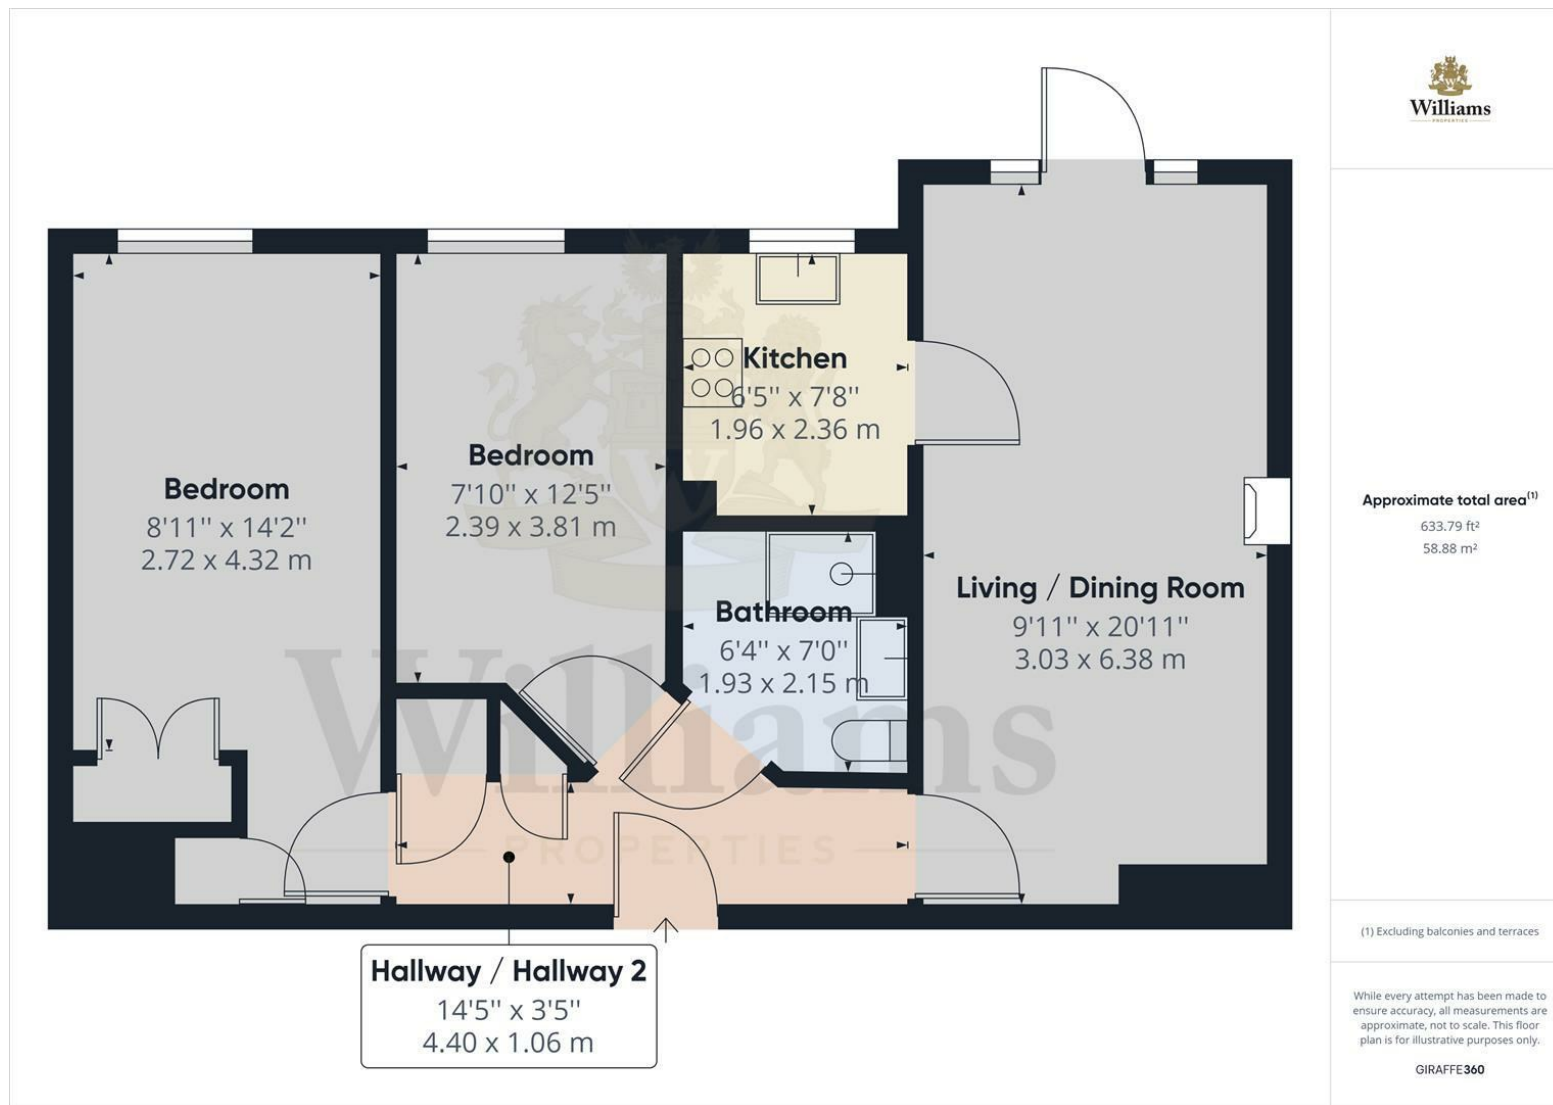 Bedroom
8'11'' x 14'2''
2.72 x 4.32 m
Bedroom
7'10'' x 12'5''
2.39 x 3.81 m
Kitchen
6'5'' x 7'8''
1.96 x 2.36 m
Bathroom
6'4'' x 7'0''
1.93 x 2.15 m
Living / Dining Room
9'11'' x 20'11''
3.03 x 6.38 m
Hallway / Hallway 2
14'5'' x 3'5''
4.40 x 1.06 m
W
Williams
PROPERTIES
Williams
PROPERTIES
Approximate total area(1)
633.79 ft²
58.88 m²
(1) Excluding balconies and terraces
While every attempt has been made to
ensure accuracy, all measurements are
approximate, not to scale. This floor
plan is for illustrative purposes only.
GIRAFFE360